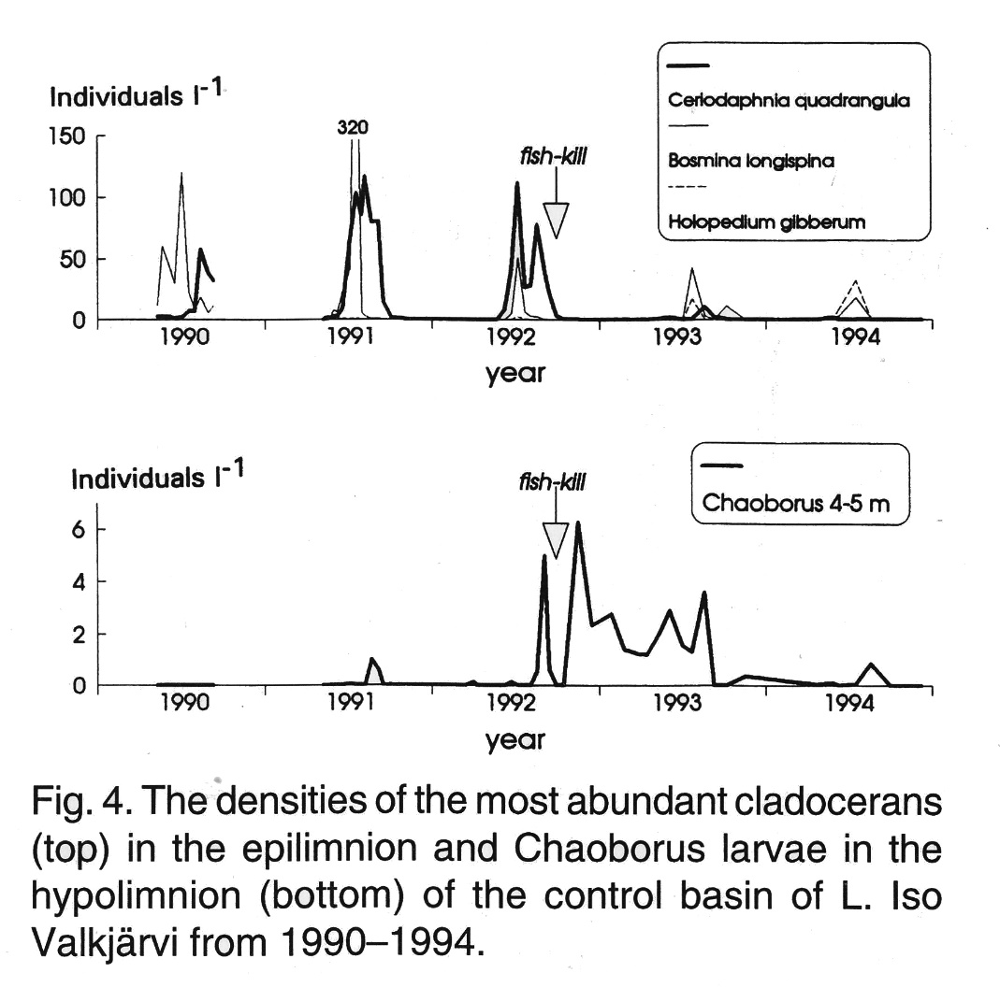 Individuals l-1
150
100
50
0
320
fish-kill
Ceriodaphnia quadrangula
Bosmina longispina
Holopedium gibberum
1990 1991 1992 1993 1994
year
Individuals l-1
6
4
2
0
fish-kill
Chaoborus 4-5 m
1990 1991 1992 1993 1994
year
Fig. 4. The densities of the most abundant cladocerans
(top) in the epilimnion and Chaoborus larvae in the
hypolimnion (bottom) of the control basin of L. Iso
Valkjärvi from 1990–1994.